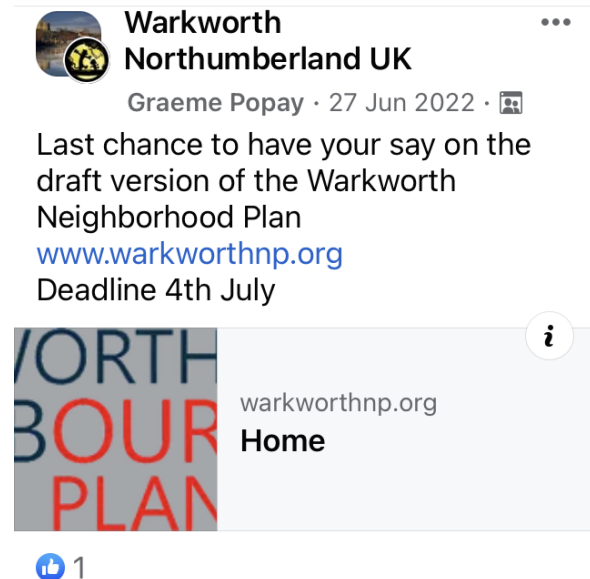 Warkworth
Northumberland UK
Graeme Popay · 27 Jun 2022 ·
Last chance to have your say on the
draft version of the Warkworth
Neighborhood Plan
www.warkworthnp.org
Deadline 4th July
i
ORTH
BOUR
PLAN
warkworthnp.org
Home
1